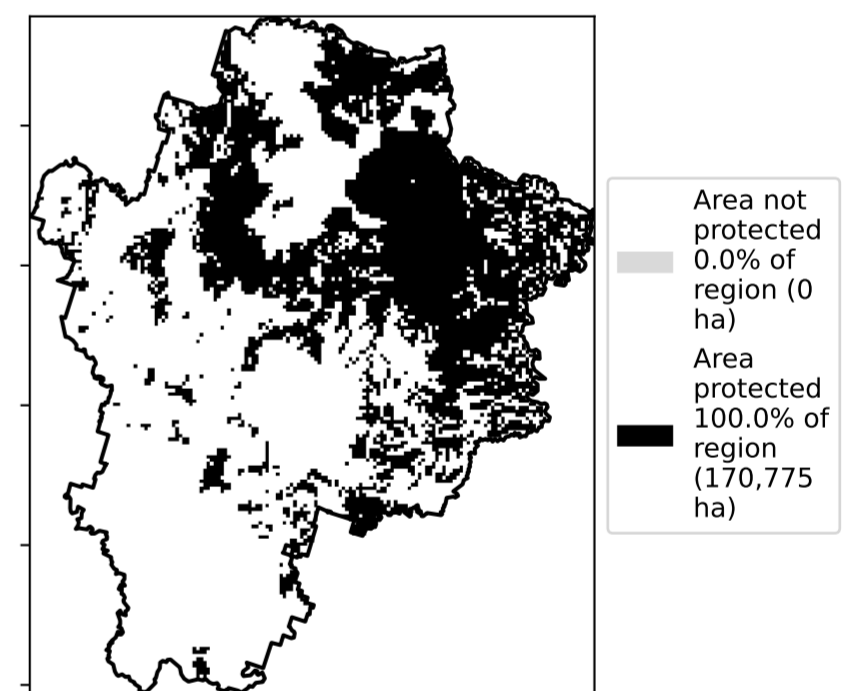 Area not
protected
0.0% of
region (0
ha)
Area
protected
100.0% of
region
(170,775
ha)